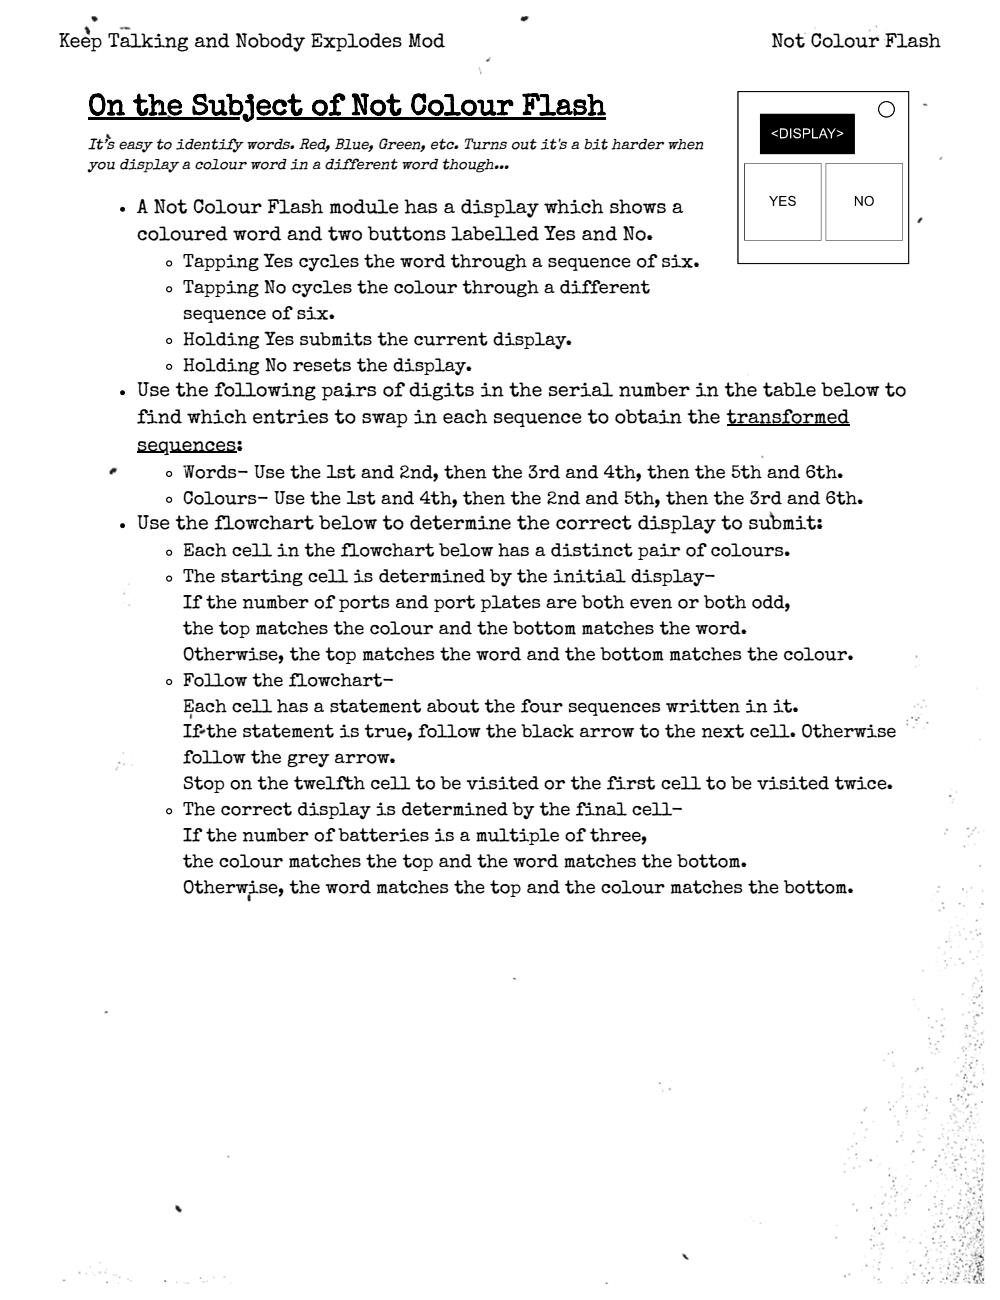 Keep Talking and Nobody Explodes Mod
Not Colour Flash
On the Subject of Not Colour Flash
It's easy to identify words. Red, Blue, Green, etc. Turns out it's a bit harder when
you display a colour word in a different word though...
<DISPLAY>
YES
NO
• A Not Colour Flash module has a display which shows a
coloured word and two buttons labelled Yes and No.
◦ Tapping Yes cycles the word through a sequence of six.
◦ Tapping No cycles the colour through a different
sequence of six.
◦ Holding Yes submits the current display.
◦ Holding No resets the display.
• Use the following pairs of digits in the serial number in the table below to
find which entries to swap in each sequence to obtain the transformed
sequences:
◦ Words- Use the 1st and 2nd, then the 3rd and 4th, then the 5th and 6th.
◦ Colours- Use the 1st and 4th, then the 2nd and 5th, then the 3rd and 6th.
• Use the flowchart below to determine the correct display to submit:
◦ Each cell in the flowchart below has a distinct pair of colours.
◦ The starting cell is determined by the initial display-
If the number of ports and port plates are both even or both odd,
the top matches the colour and the bottom matches the word.
Otherwise, the top matches the word and the bottom matches the colour.
◦ Follow the flowchart-
Each cell has a statement about the four sequences written in it.
If the statement is true, follow the black arrow to the next cell. Otherwise
follow the grey arrow.
Stop on the twelfth cell to be visited or the first cell to be visited twice.
◦ The correct display is determined by the final cell-
If the number of batteries is a multiple of three,
the colour matches the top and the word matches the bottom.
Otherwise, the word matches the top and the colour matches the bottom.